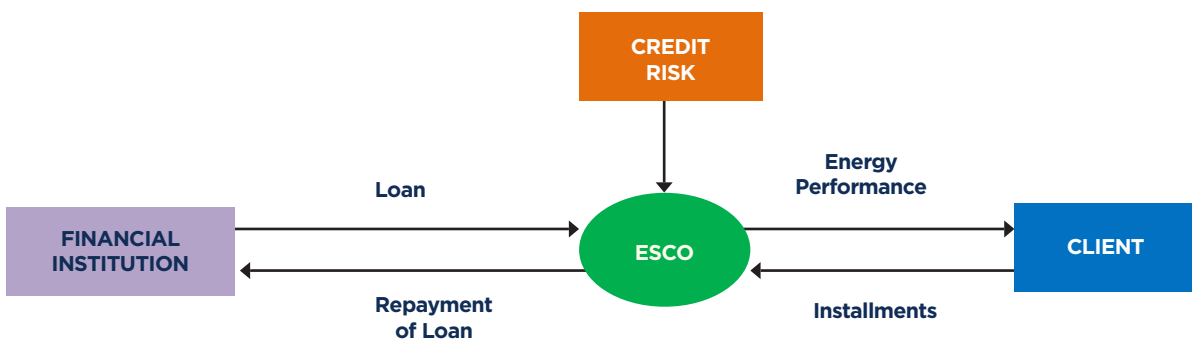 CREDIT
RISK
Energy
Performance
Loan
FINANCIAL
INSTITUTION
ESCO
CLIENT
Repayment
of Loan
Installments